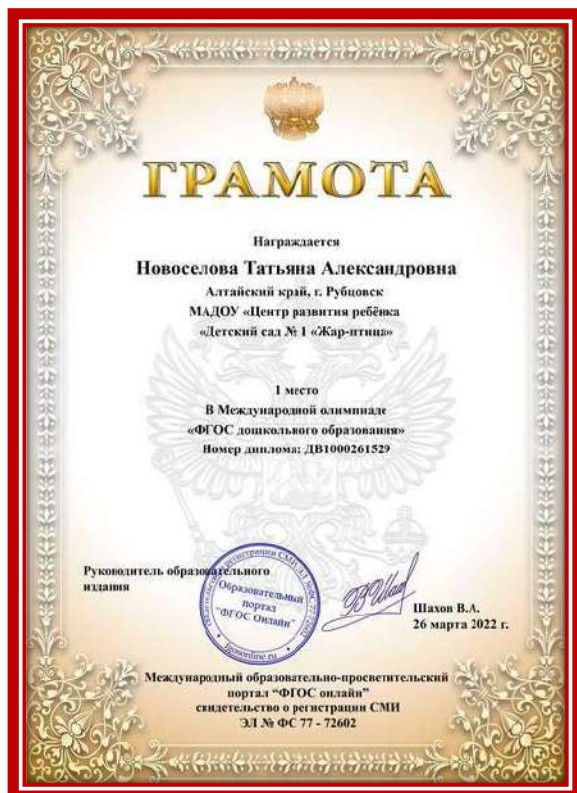 ГРАМОТА
Награждается
Новоселова Татьяна Александровна
Алтайский край, г. Рубцовск
МАДОУ «Центр развития ребёнка
«Детский сад № 1 «Жар-птица»
1 место
В Международной олимпиаде
«ФГОС дошкольного образования»
Номер диплома: ДВ1000261529
Руководитель образовательного
издания
Образовательный
портал
"ФГОС Онлайн"
fgosonline.ru
Шахов В.А.
26 марта 2022 г.
Международный образовательно-просветительский
портал “ФГОС онлайн”
свидетельство о регистрации СМИ
ЭЛ № ФС 77 - 72602